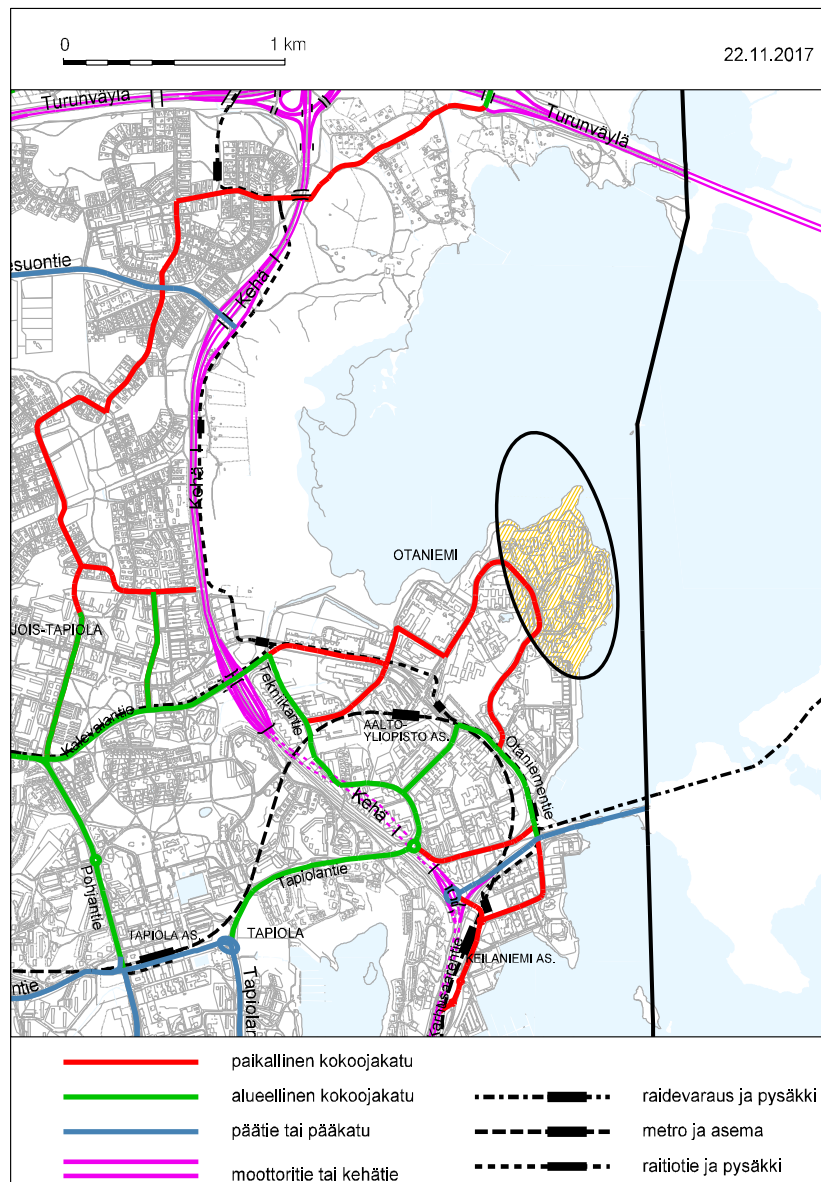 0 1 km
22.11.2017
Turunväylä
Turunväylä
esuontie
Kehä I
Kehä I
OTANIEMI
JOIS-TAPIOLA
Kalevalantie
Tekniikantie
AALTO-
YLIOPISTO AS.
Otaniementie
Kehä I
Tapiolantie
Pohjantie
TAPIOLA AS.
TAPIOLA
KEILANIEMI AS.
ntie
Tapiolan
Karhusaarentie
paikallinen kokoojakatu
alueellinen kokoojakatu
päätie tai pääkatu
moottoritie tai kehätie
raidevaraus ja pysäkki
metro ja asema
raitiotie ja pysäkki